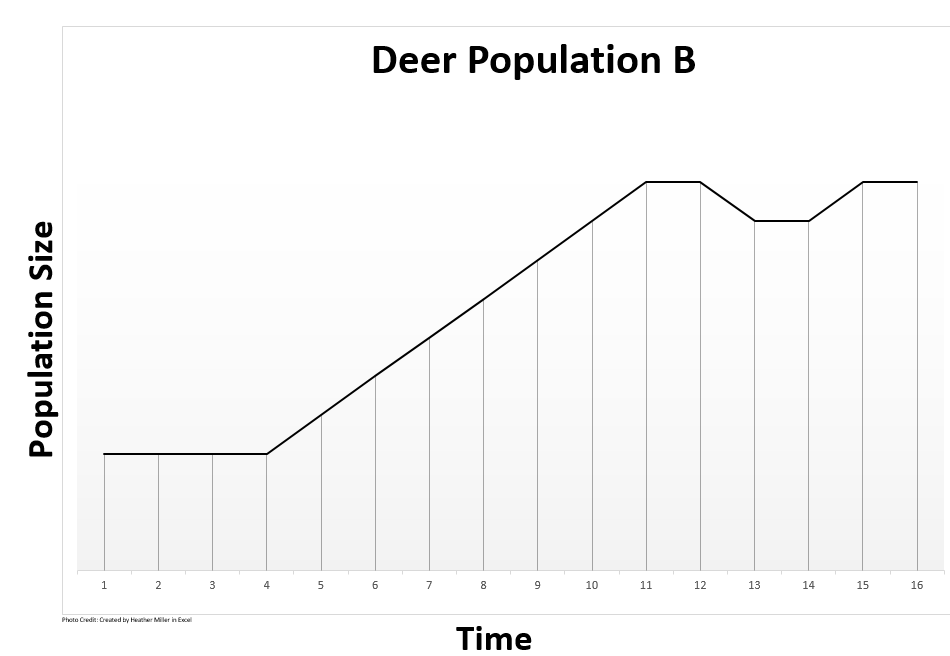 Deer Population B
Population Size
1 2 3 4 5 6 7 8 9 10 11 12 13 14 15 16
Photo Credit: Created by Heather Miller in Excel
Time